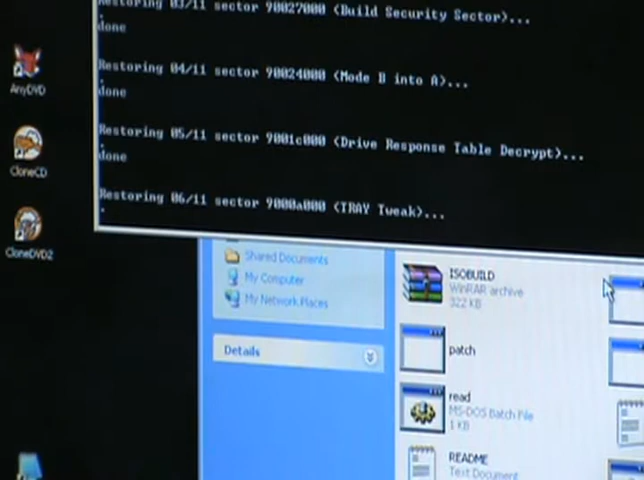 Restoring 03/11 sector 90027000 (Build Security Sector)...
.
done
Restoring 04/11 sector 90024000 (Mode B into A)...
.
done
Restoring 05/11 sector 9001c000 (Drive Response Table Decrypt)...
.
done
Restoring 06/11 sector 9000a000 (TRAY Tweak)...
.
AnyDVD
CloneCD
CloneDVD2
Shared Documents
My Computer
My Network Places
Details
ISOBUILD
WinRAR archive
322 KB
patch
read
MS-DOS Batch File
1 KB
README
Text Document